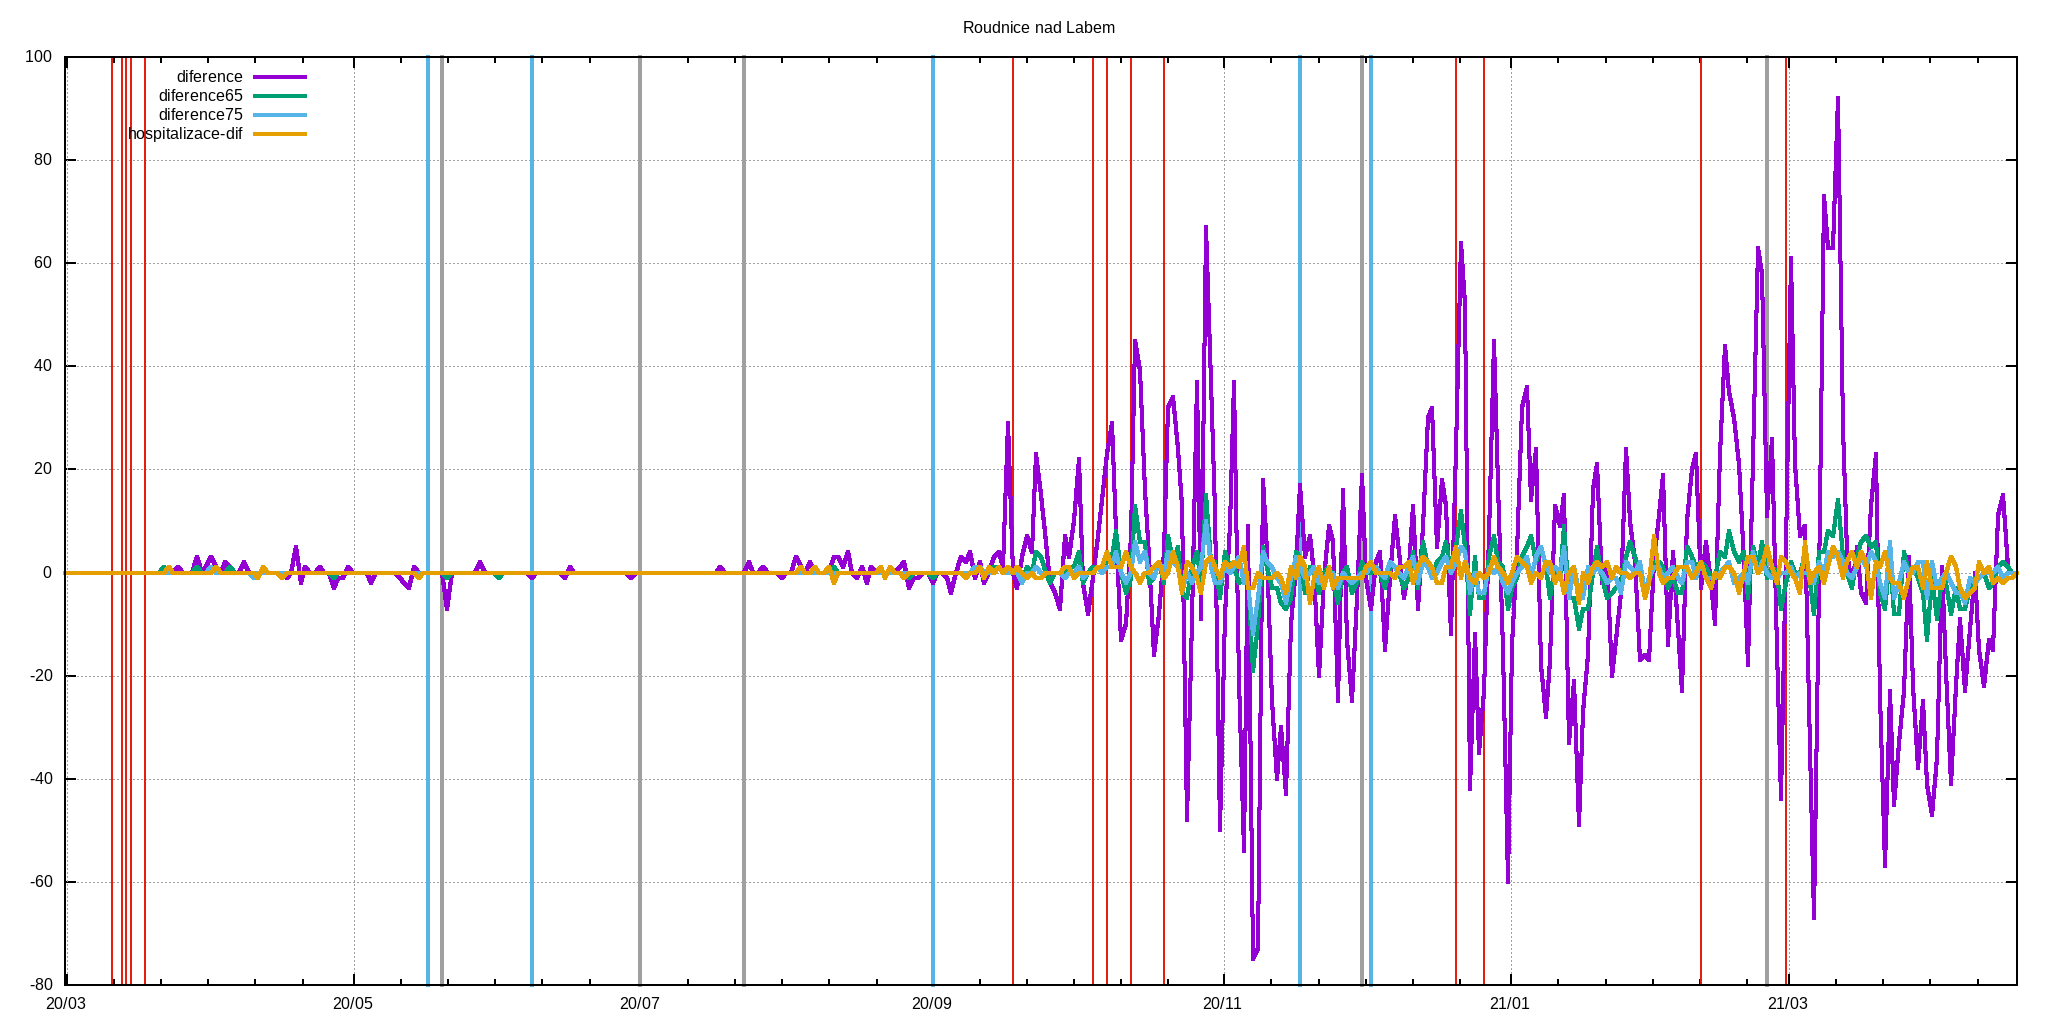 Roudnice nad Labem
100
diference
diference65
diference75
hospitalizace-dif
80
60
40
20
0
-20
-40
-60
-80
20/03 20/05 20/07 20/09 20/11 21/01 21/03